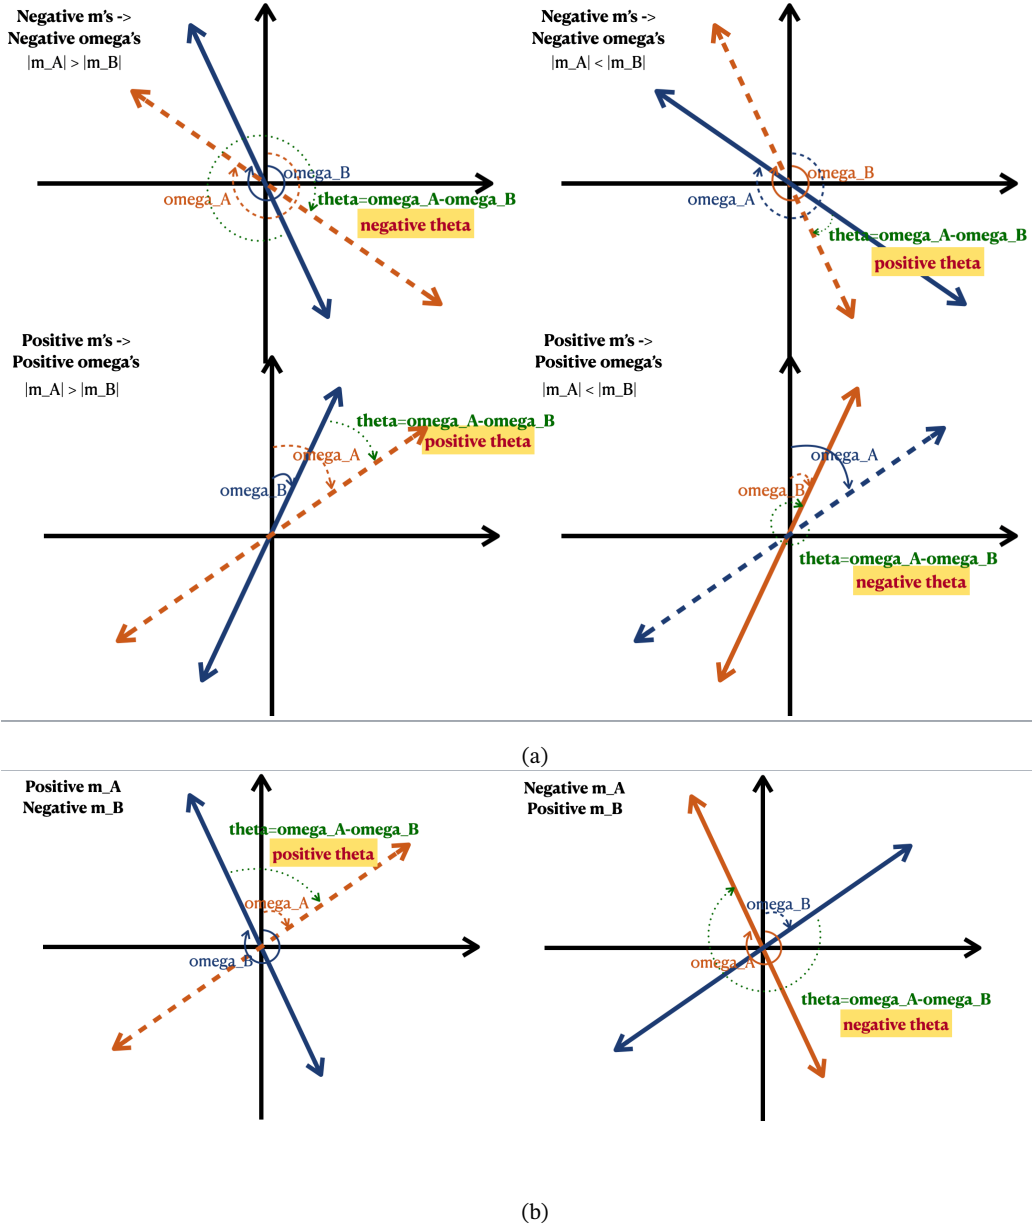 Negative m's ->
Negative omega's
|m_A| > |m_B|
omega_B
omega_A
theta=omega_A-omega_B
negative theta
Negative m's ->
Negative omega's
|m_A| < |m_B|
omega_B
omega_A
theta=omega_A-omega_B
positive theta
Positive m's ->
Positive omega's
|m_A| > |m_B|
theta=omega_A-omega_B
positive theta
omega_A
omega_B
Positive m's ->
Positive omega's
|m_A| < |m_B|
omega_A
omega_B
theta=omega_A-omega_B
negative theta
(a)
Positive m_A
Negative m_B
theta=omega_A-omega_B
positive theta
omega_A
omega_B
Negative m_A
Positive m_B
omega_B
omega_A
theta=omega_A-omega_B
negative theta
(b)